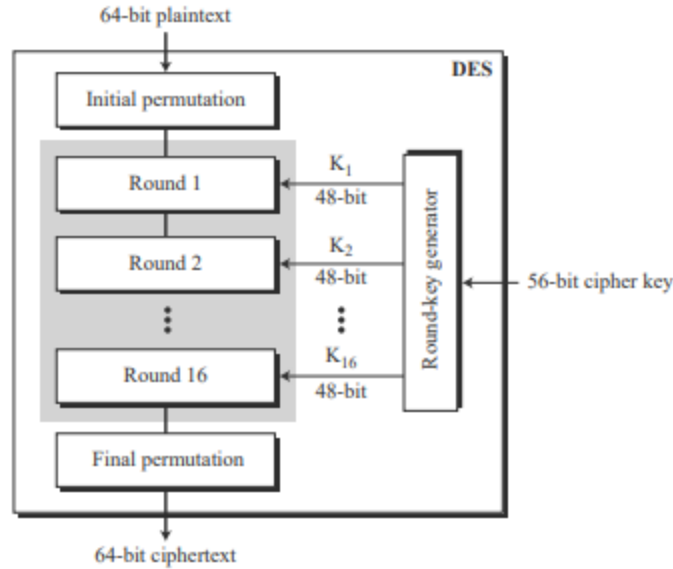 64-bit plaintext
DES
Initial permutation
Round 1
K1
48-bit
Round 2
K2
48-bit
Round-key generator
56-bit cipher key
Round 16
K16
48-bit
Final permutation
64-bit ciphertext